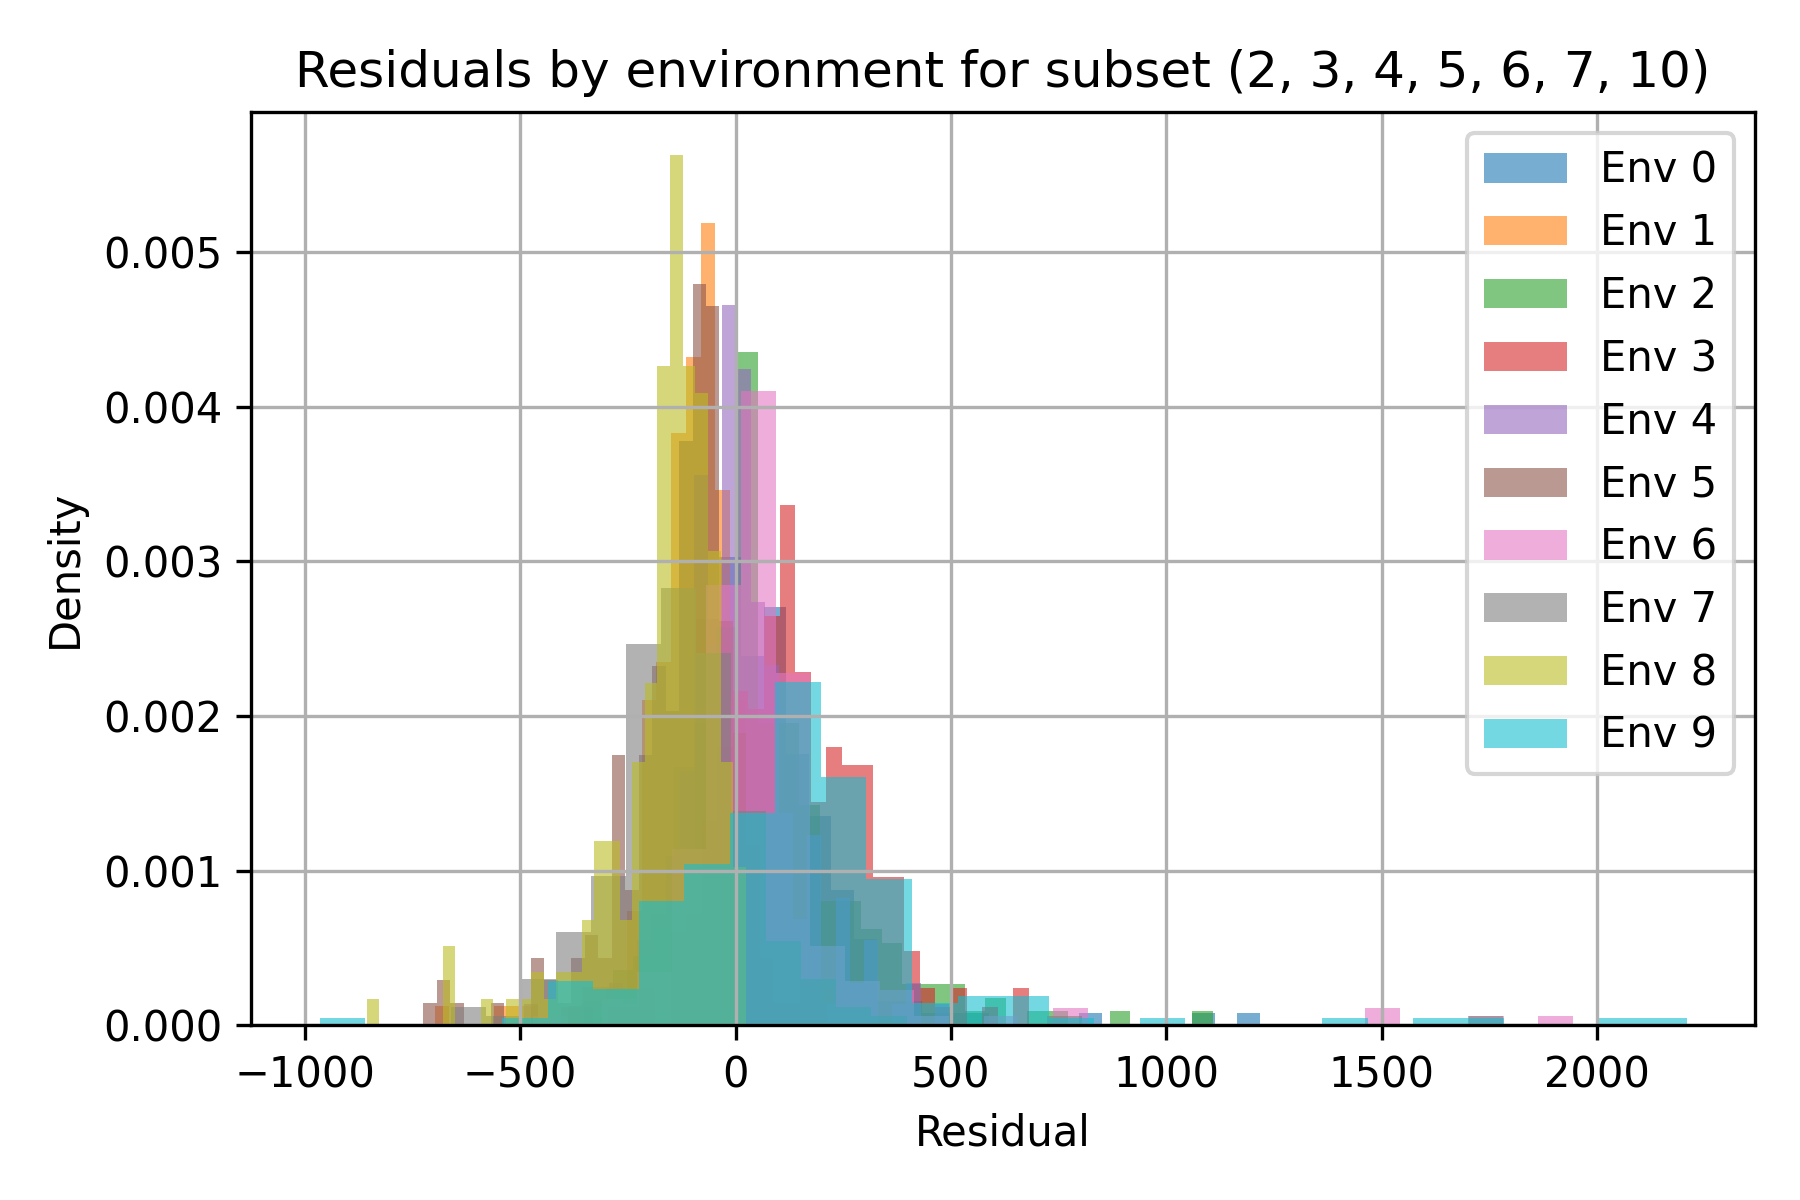 Residuals by environment for subset (2, 3, 4, 5, 6, 7, 10)
Env 0
Env 1
Env 2
Env 3
Env 4
Env 5
Env 6
Env 7
Env 8
Env 9
Density
0.005
0.004
0.003
0.002
0.001
0.000
−1000 −500 0 500 1000 1500 2000
Residual